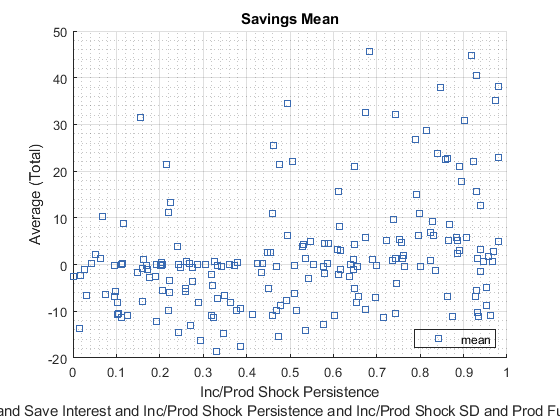 Savings Mean
50
40
30
20
10
0
-10
-20
Average (Total)
mean
0 0.1 0.2 0.3 0.4 0.5 0.6 0.7 0.8 0.9 1
Inc/Prod Shock Persistence
and Save Interest and Inc/Prod Shock Persistence and Inc/Prod Shock SD and Prod Fu